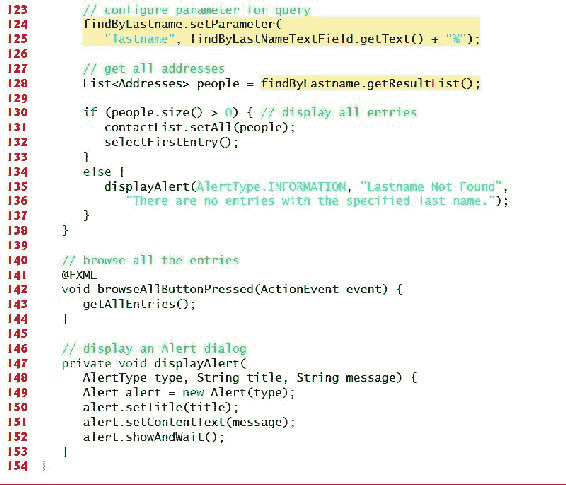 123 // configure parameter for query
124 findByLastname.setParameter(
125 "lastname", findByLastNameTextField.getText() + "%");
126
127 // get all addresses
128 List<Addresses> people = findByLastname.getResultList();
129
130 if (people.size() > 0) { // display all entries
131 contactList.setAll(people);
132 selectFirstEntry();
133 }
134 else {
135 displayAlert(AlertType.INFORMATION, "Lastname Not Found",
136 "There are no entries with the specified last name.");
137 }
138 }
139
140 // browse all the entries
141 @FXML
142 void browseAllButtonPressed(ActionEvent event) {
143 getAllEntries();
144 }
145
146 // display an Alert dialog
147 private void displayAlert(
148 AlertType type, String title, String message) {
149 Alert alert = new Alert(type);
150 alert.setTitle(title);
151 alert.setContentText(message);
152 alert.showAndWait();
153 }
154 }